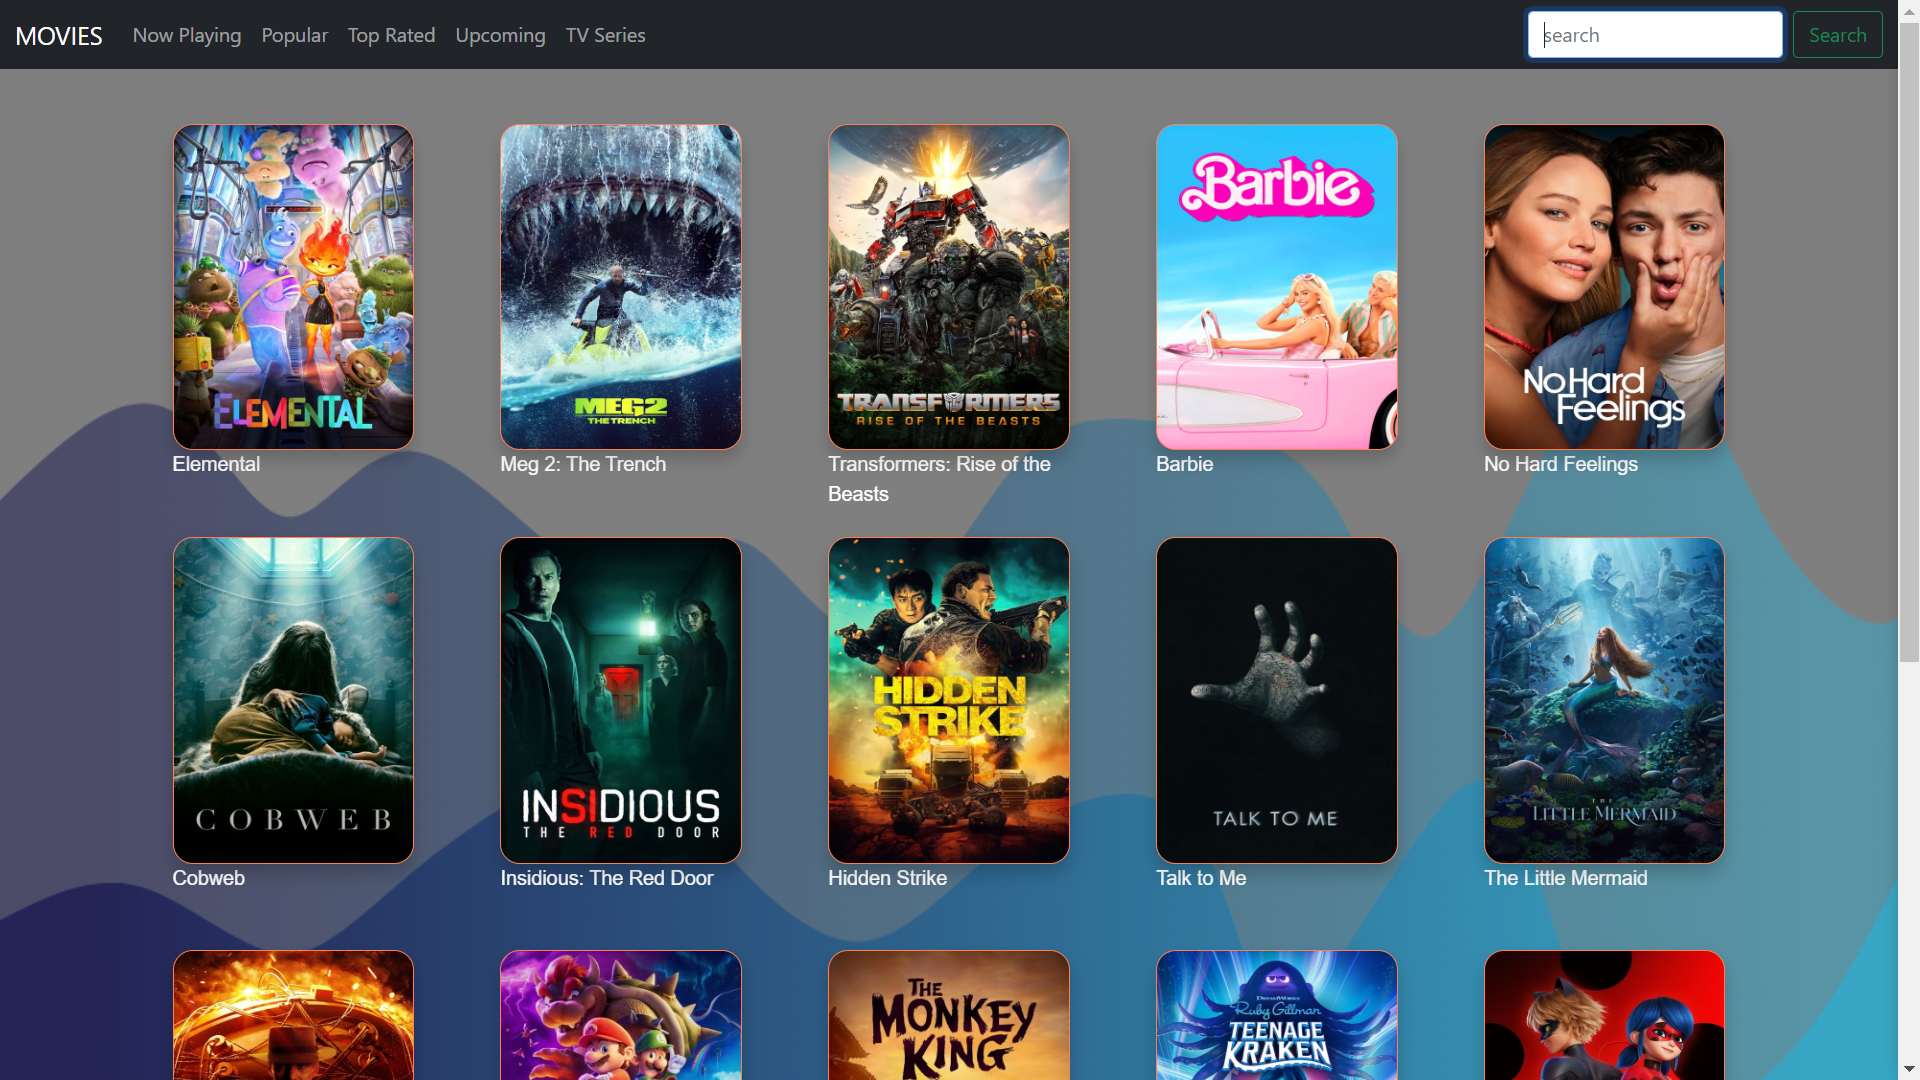 MOVIES Now Playing Popular Top Rated Upcoming TV Series search Search
ELEMENTAL
MEG2
THE TRENCH
TRANSFORMERS
RISE OF THE BEASTS
Barbie
No Hard
Feelings
Elemental
Meg 2: The Trench
Transformers: Rise of the
Beasts
Barbie
No Hard Feelings
COBWEB
INSIDIOUS
THE RED DOOR
HIDDEN
STRIKE
TALK TO ME
THE
LITTLE MERMAID
Cobweb
Insidious: The Red Door
Hidden Strike
Talk to Me
The Little Mermaid
THE
MONKEY
KING
DREAMWORKS
Ruby Gillman
TEENAGE
KRAKEN